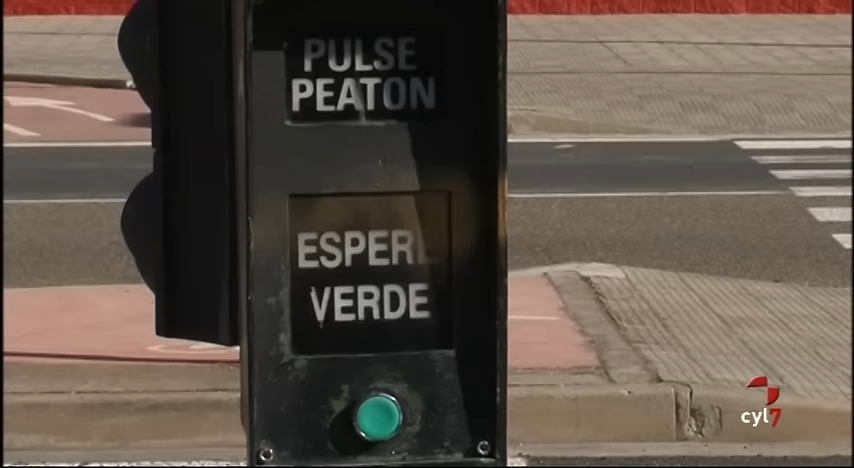 PULSE
PEATON
ESPERE
VERDE
cyl7